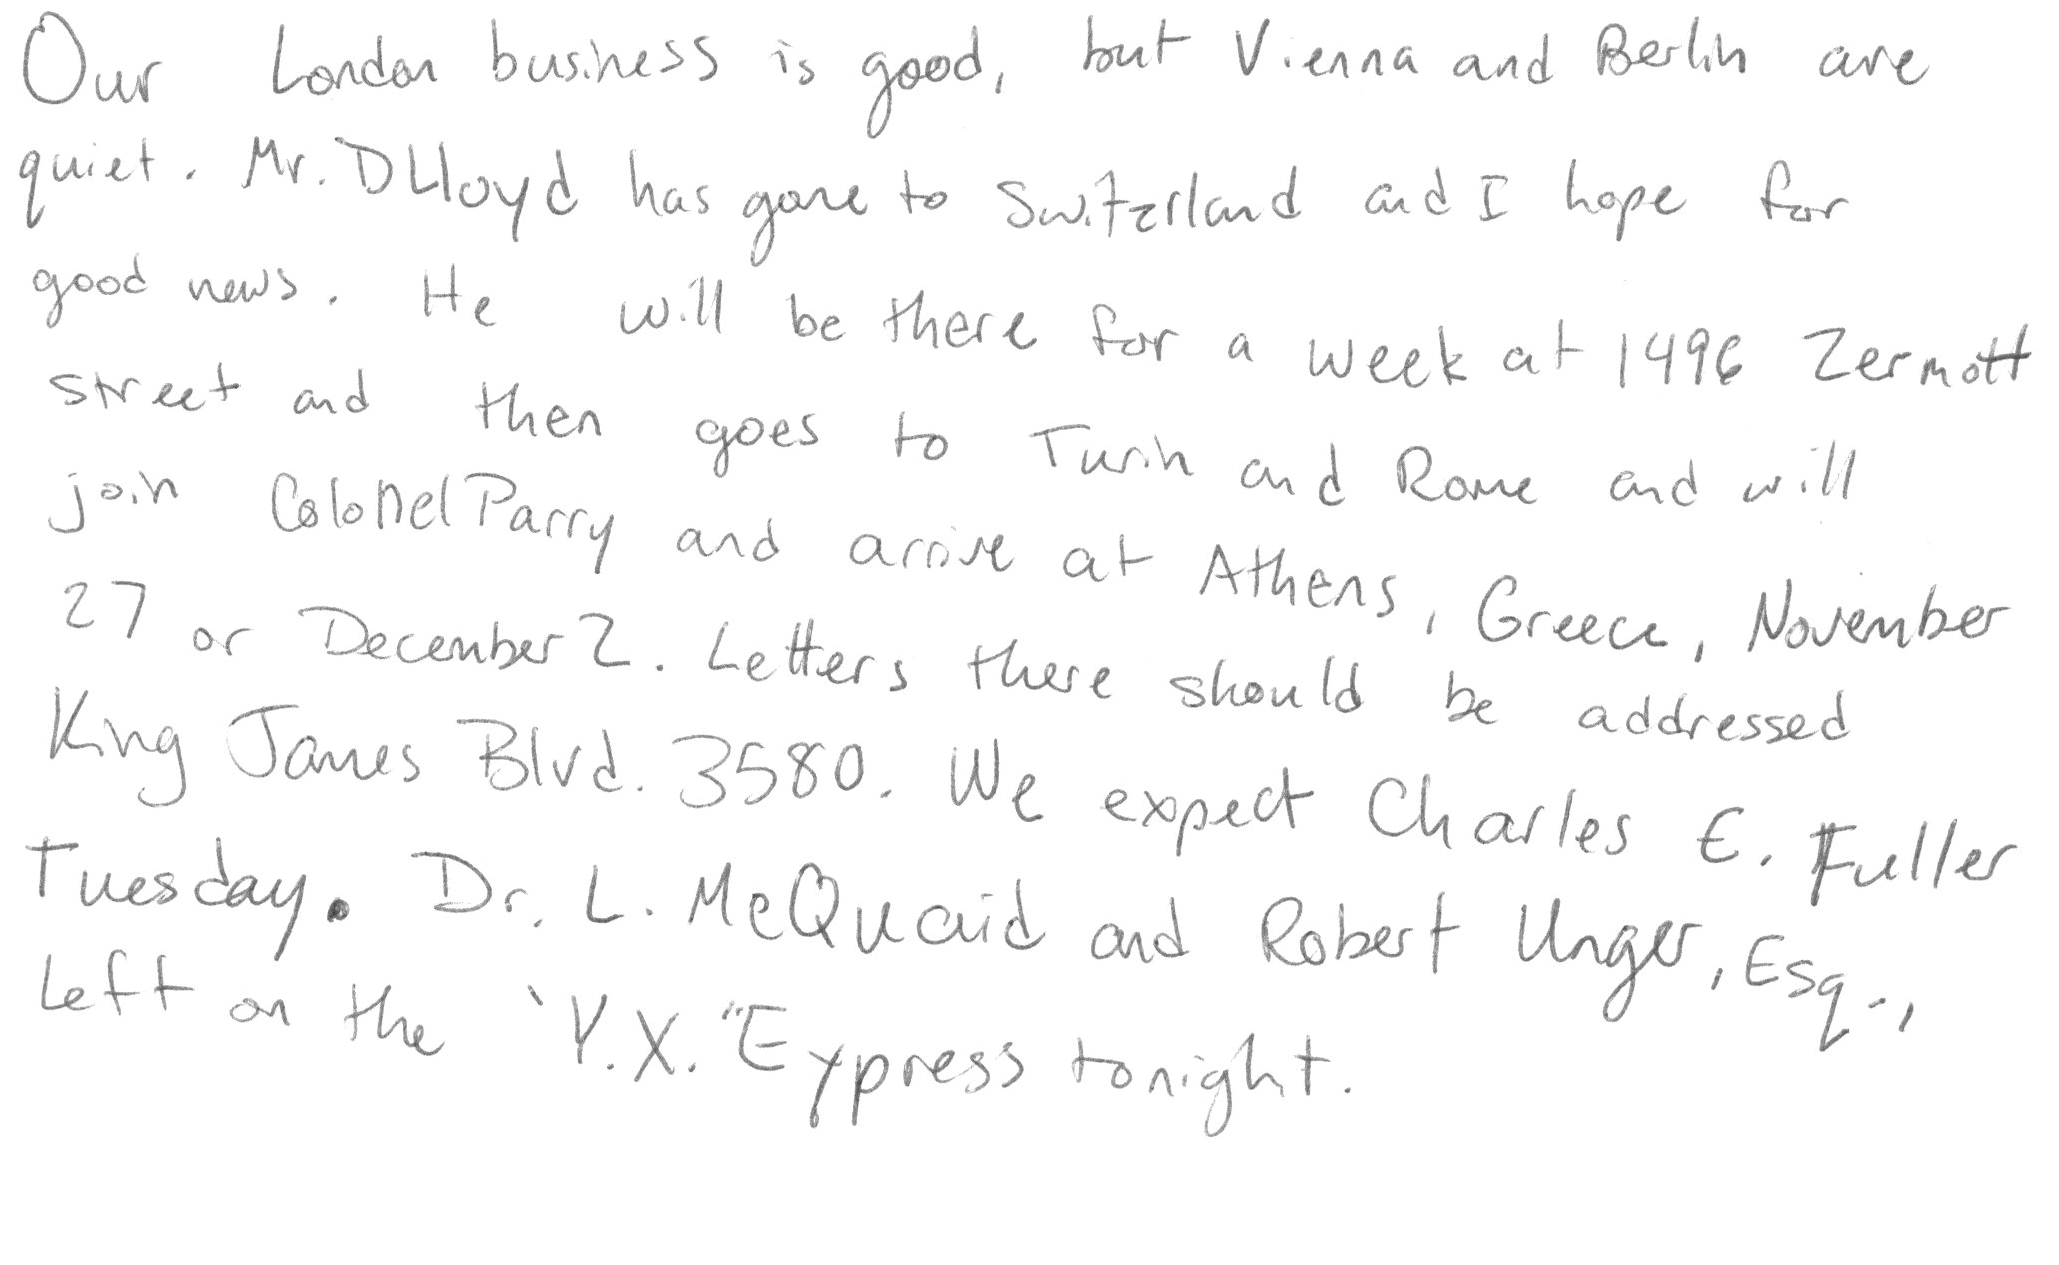 Our London business is good, but Vienna and Berlin are
quiet. Mr. D Lloyd has gone to Switzerland and I hope for
good news. He will be there for a week at 1496 Zermott
street and then goes to Turin and Rome and will
join Colonel Parry and arrive at Athens, Greece, November
27 or December 2. Letters there should be addressed
King James Blvd. 3580. We expect Charles E. Fuller
Tuesday. Dr. L. McQuaid and Robert Unger, Esq.,
left on the "Y.X." Express tonight.